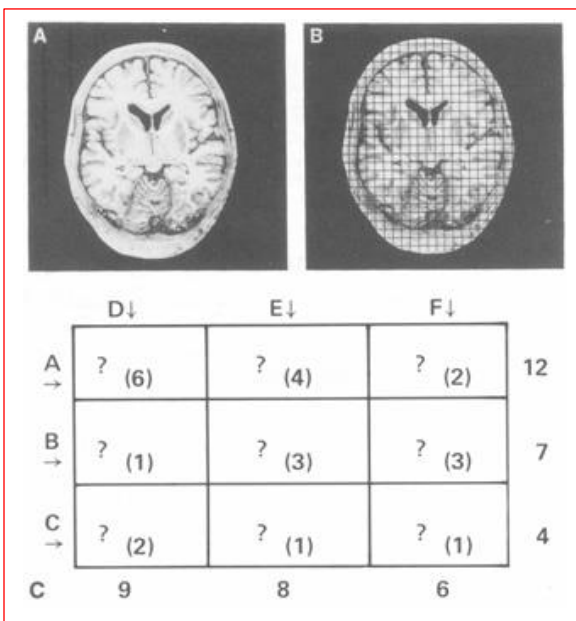 A B
D↓ E↓ F↓
A → ? (6) ? (4) ? (2) 12
B → ? (1) ? (3) ? (3) 7
C → ? (2) ? (1) ? (1) 4
C 9 8 6